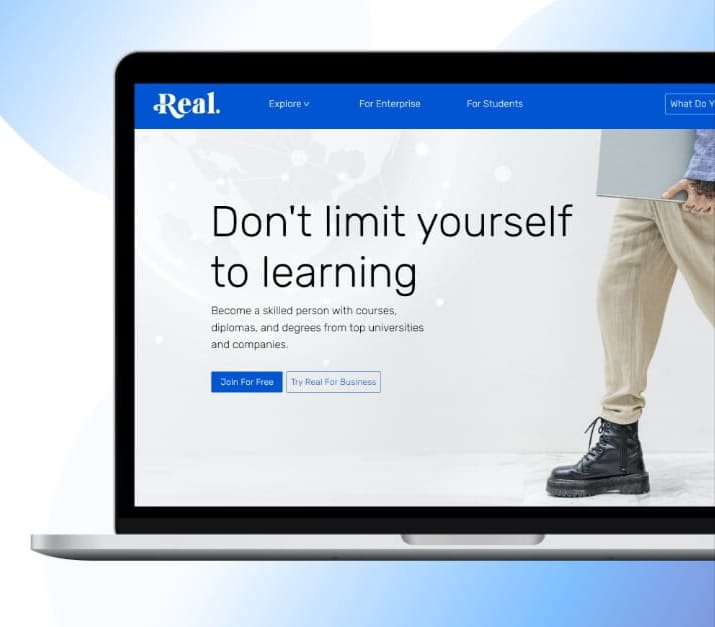 Real.
Explore
For Enterprise
For Students
What Do Y
Don't limit yourself
to learning
Become a skilled person with courses,
diplomas, and degrees from top universities
and companies.
Join For Free
Try Real For Business